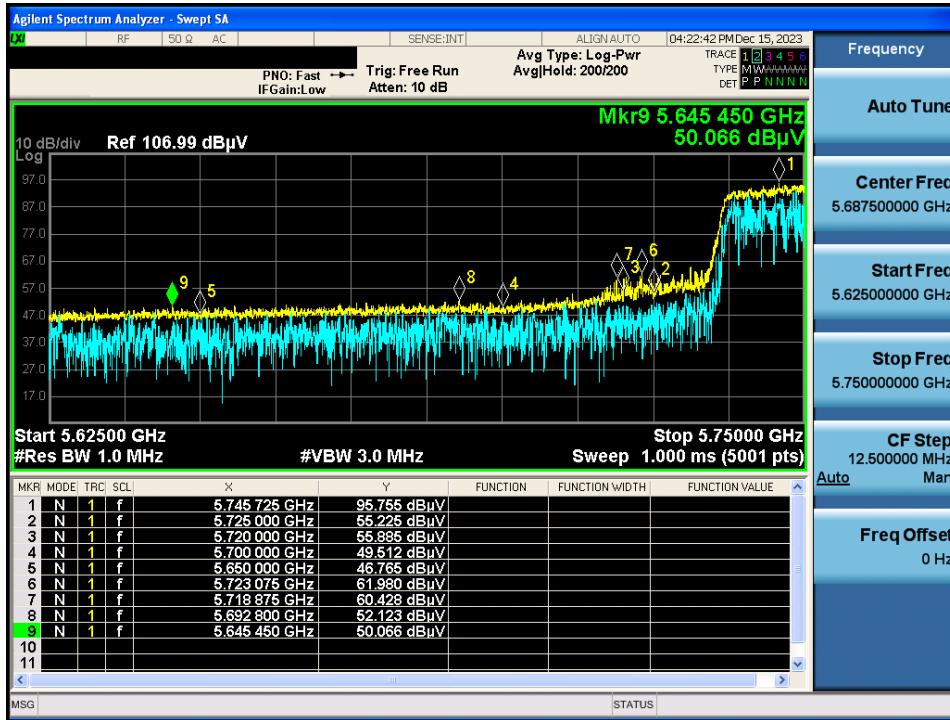 Agilent Spectrum Analyzer - Swept SA
LXI RF 50 Ω AC SENSE:INT ALIGN AUTO 04:22:42 PM Dec 15, 2023
PNO: Fast Trig: Free Run Avg Type: Log-Pwr TRACE 1 2 3 4 5 6
IFGain:Low Atten: 10 dB Avg|Hold: 200/200 TYPE M W
DET P P N N N N
Mkr9 5.645 450 GHz
50.066 dBµV
10 dB/div Ref 106.99 dBµV
Log
97.0
87.0
77.0
67.0
57.0
47.0
37.0
27.0
17.0
1
7
6
3
2
8
4
9
5
Start 5.62500 GHz Stop 5.75000 GHz
#Res BW 1.0 MHz #VBW 3.0 MHz Sweep 1.000 ms (5001 pts)
MKR MODE TRC SCL X Y FUNCTION FUNCTION WIDTH FUNCTION VALUE
1 N 1 f 5.745 725 GHz 95.755 dBµV
2 N 1 f 5.725 000 GHz 55.225 dBµV
3 N 1 f 5.720 000 GHz 55.885 dBµV
4 N 1 f 5.700 000 GHz 49.512 dBµV
5 N 1 f 5.650 000 GHz 46.765 dBµV
6 N 1 f 5.723 075 GHz 61.980 dBµV
7 N 1 f 5.718 875 GHz 60.428 dBµV
8 N 1 f 5.692 800 GHz 52.123 dBµV
9 N 1 f 5.645 450 GHz 50.066 dBµV
10
11
MSG STATUS
Frequency
Auto Tune
Center Freq
5.687500000 GHz
Start Freq
5.625000000 GHz
Stop Freq
5.750000000 GHz
CF Step
12.500000 MHz
Auto Man
Freq Offset
0 Hz